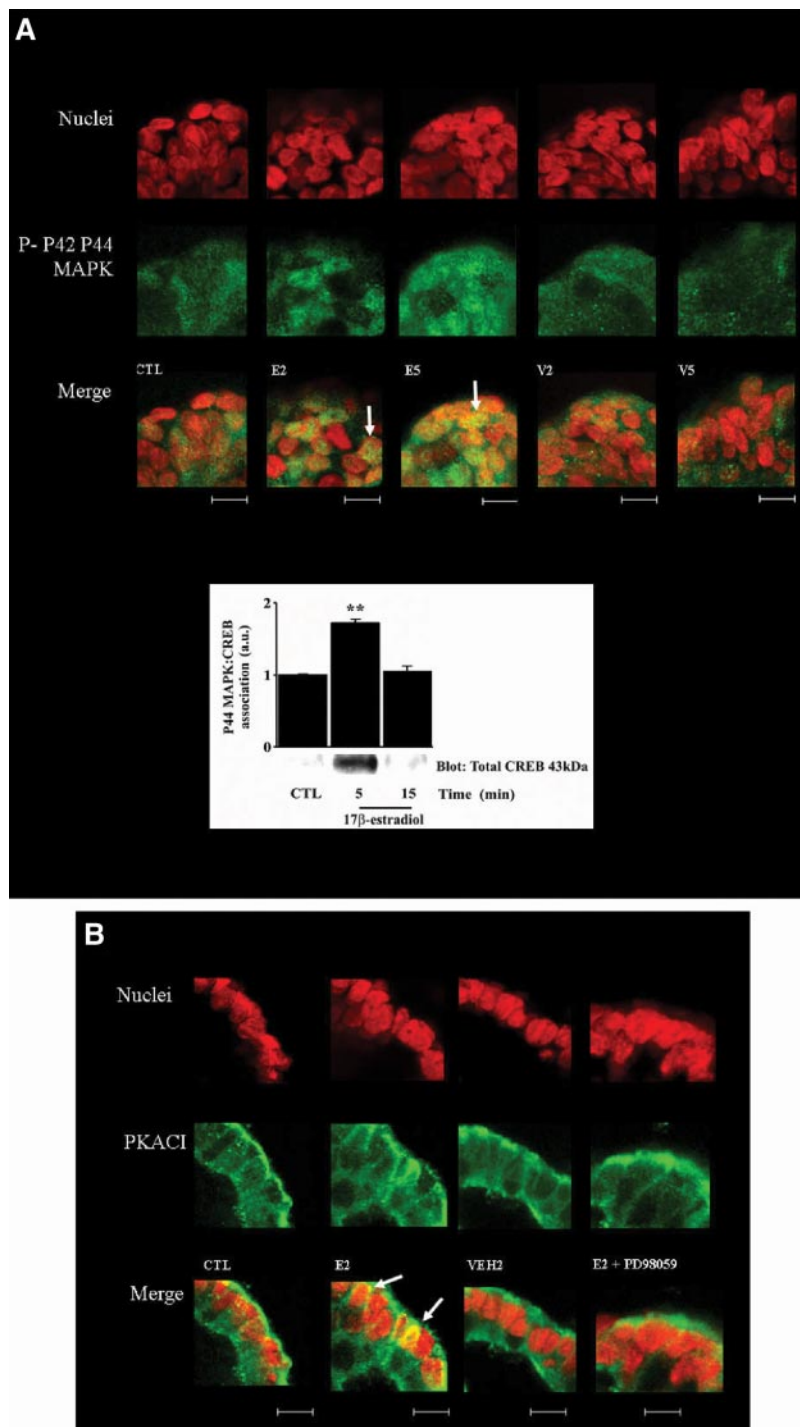 A
Nuclei
P- P42 P44
MAPK
Merge
CTL E2 E5 V2 V5
P44 MAPK:CREB
association (a.u.)
2
1
0
**
Blot: Total CREB 43kDa
CTL 5 15 Time (min)
17β-estradiol
B
Nuclei
PKACI
CTL E2 VEH2 E2 + PD98059
Merge